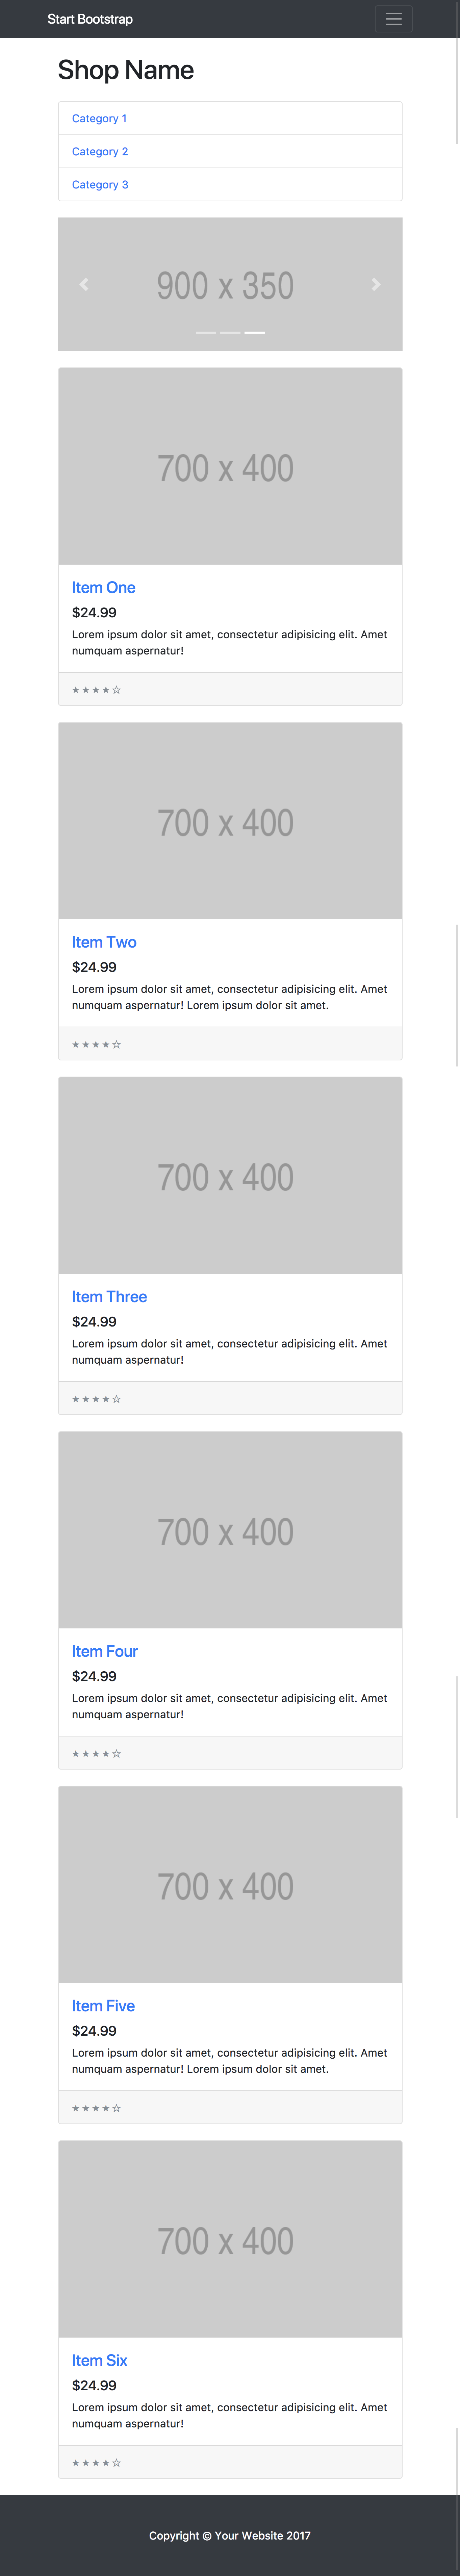 Start Bootstrap
Shop Name
Category 1
Category 2
Category 3
900 x 350
700 x 400
Item One
$24.99
Lorem ipsum dolor sit amet, consectetur adipisicing elit. Amet
numquam aspernatur!
★ ★ ★ ★ ☆
700 x 400
Item Two
$24.99
Lorem ipsum dolor sit amet, consectetur adipisicing elit. Amet
numquam aspernatur! Lorem ipsum dolor sit amet.
★ ★ ★ ★ ☆
700 x 400
Item Three
$24.99
Lorem ipsum dolor sit amet, consectetur adipisicing elit. Amet
numquam aspernatur!
★ ★ ★ ★ ☆
700 x 400
Item Four
$24.99
Lorem ipsum dolor sit amet, consectetur adipisicing elit. Amet
numquam aspernatur!
★ ★ ★ ★ ☆
700 x 400
Item Five
$24.99
Lorem ipsum dolor sit amet, consectetur adipisicing elit. Amet
numquam aspernatur! Lorem ipsum dolor sit amet.
★ ★ ★ ★ ☆
700 x 400
Item Six
$24.99
Lorem ipsum dolor sit amet, consectetur adipisicing elit. Amet
numquam aspernatur!
★ ★ ★ ★ ☆
Copyright © Your Website 2017